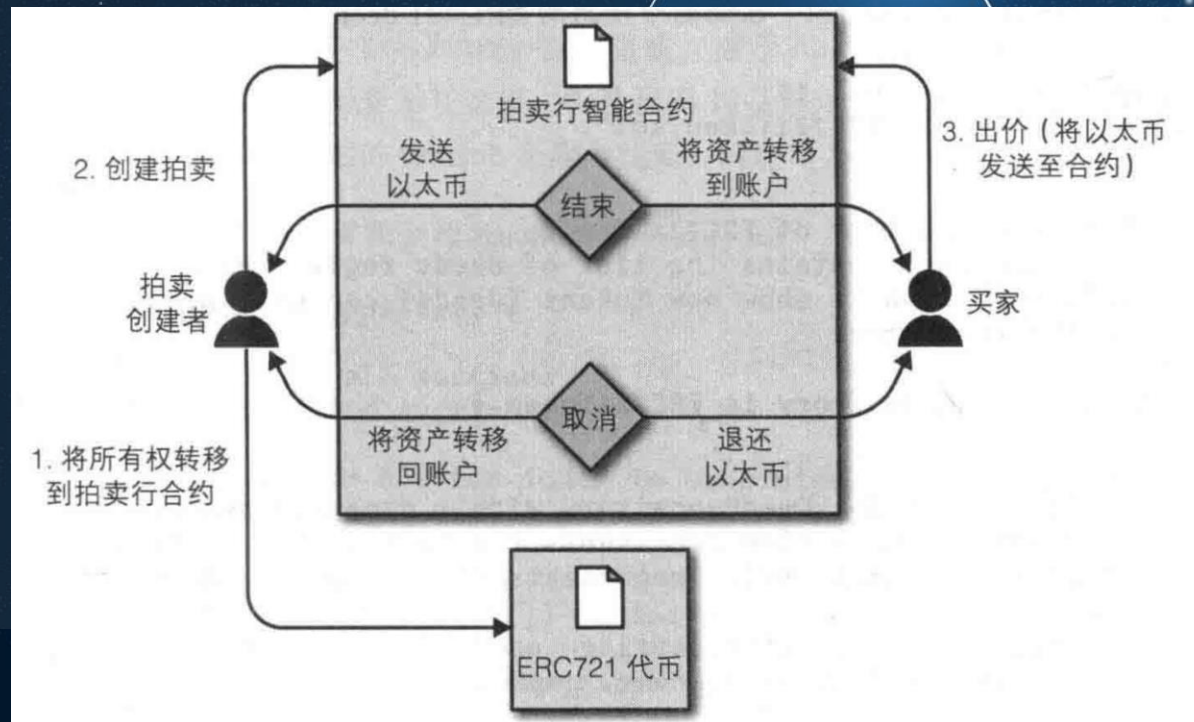 拍卖行智能合约
2. 创建拍卖
发送
以太币
结束
将资产转移
到账户
3. 出价（将以太币
发送至合约）
拍卖
创建者
买家
取消
将资产转移
回账户
退还
以太币
1. 将所有权转移
到拍卖行合约
ERC721 代币